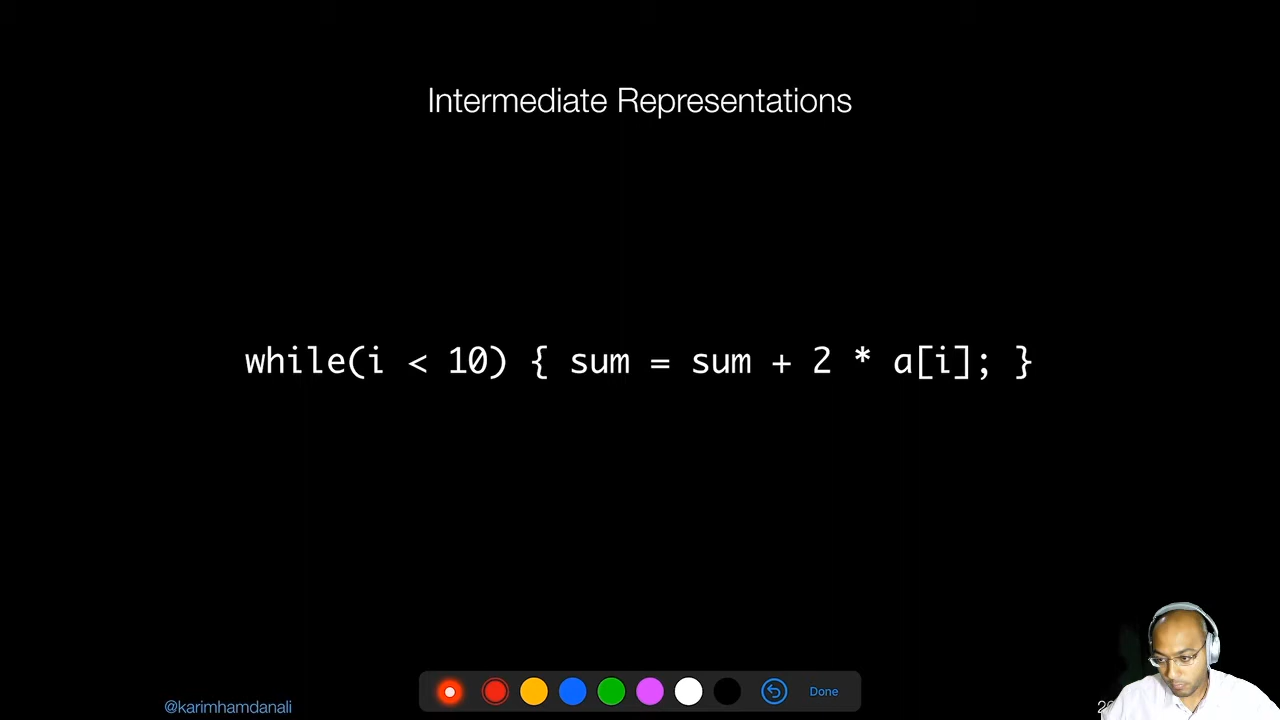 Intermediate Representations
while(i < 10) { sum = sum + 2 * a[i]; }
Done
@karimhamdanali